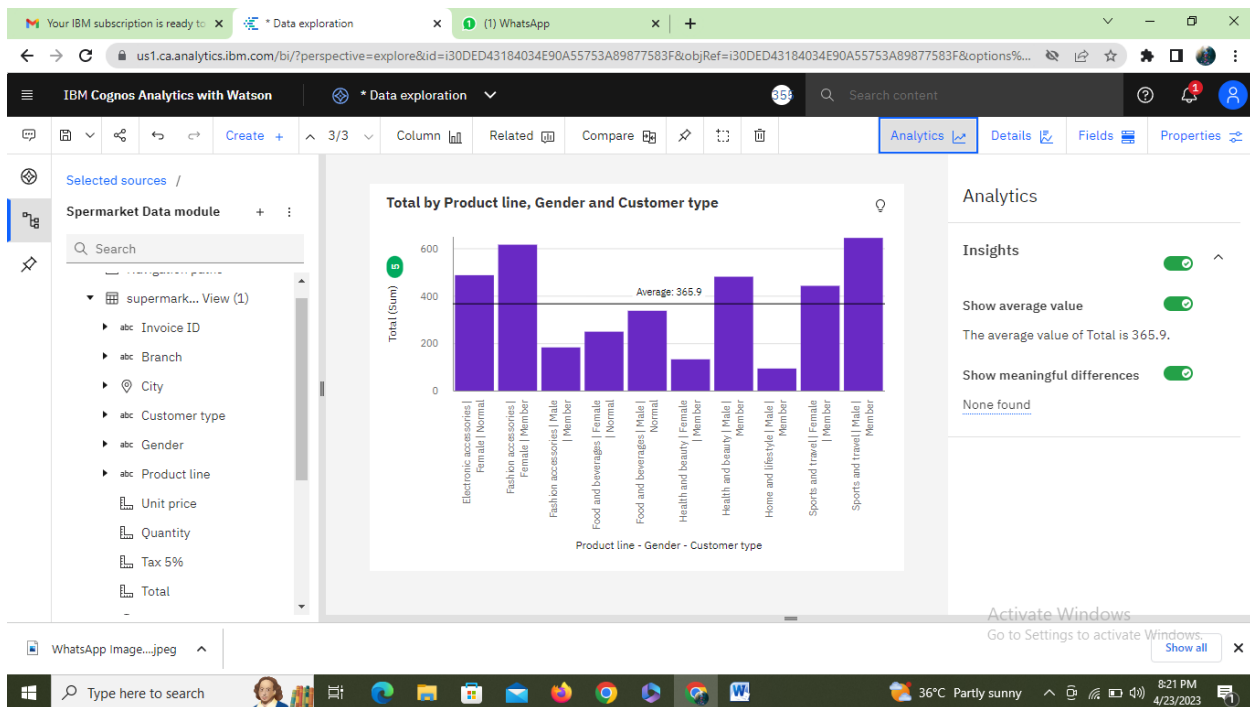 Your IBM subscription is ready to
* Data exploration
(1) WhatsApp
us1.ca.analytics.ibm.com/bi/?perspective=explore&id=i30DED43184034E90A55753A89877583F&objRef=i30DED43184034E90A55753A89877583F&options%...
IBM Cognos Analytics with Watson
* Data exploration
Search content
1
Create +
3/3
Column
Related
Compare
Analytics
Details
Fields
Properties
Selected sources /
Spermarket Data module
Search
supermark... View (1)
abc Invoice ID
abc Branch
City
abc Customer type
abc Gender
abc Product line
Unit price
Quantity
Tax 5%
Total
Total by Product line, Gender and Customer type
Total (Sum)
600
400
200
0
Average: 365.9
Electronic accessories |
Female | Normal
Fashion accessories |
Female | Member
Fashion accessories | Male
| Member
Food and beverages | Female
| Normal
Food and beverages | Male |
Normal
Health and beauty | Female
| Member
Health and beauty | Male |
Member
Home and lifestyle | Male |
Member
Sports and travel | Female
| Member
Sports and travel | Male |
Member
Product line - Gender - Customer type
Analytics
Insights
Show average value
The average value of Total is 365.9.
Show meaningful differences
None found
Activate Windows
Go to Settings to activate Windows.
WhatsApp Image....jpeg
Show all
Type here to search
36°C Partly sunny
8:21 PM
4/23/2023
1